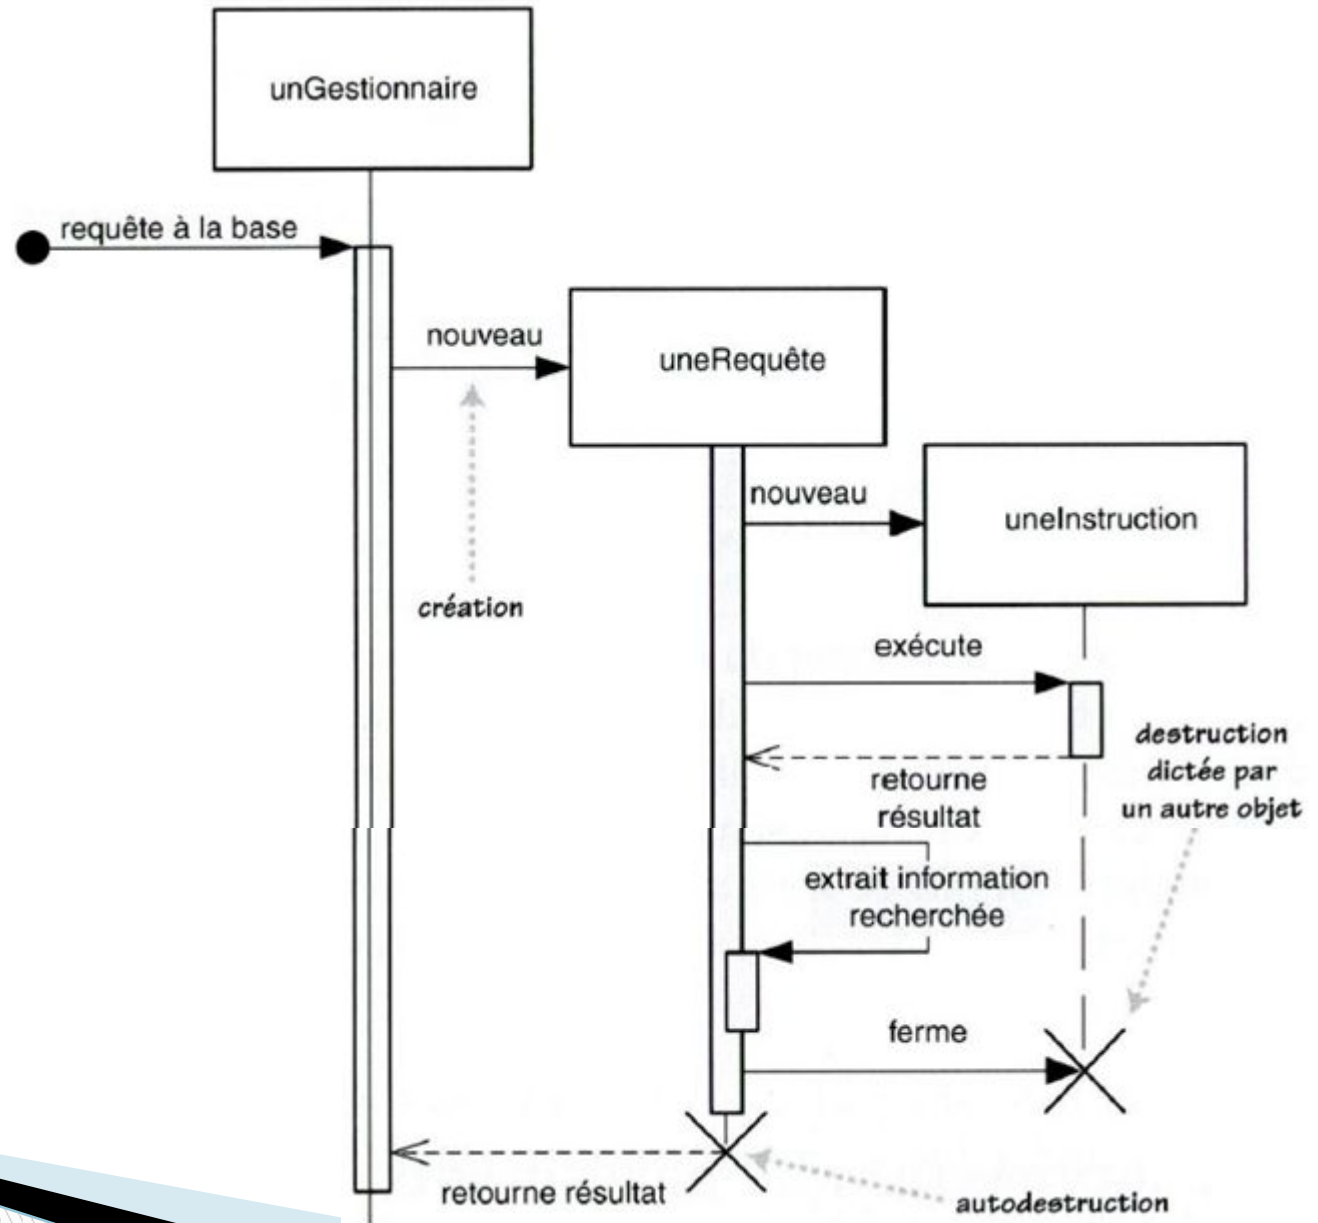 unGestionnaire
requête à la base
nouveau
uneRequête
nouveau
uneInstruction
création
exécute
destruction
dictée par
un autre objet
retourne
résultat
extrait information
recherchée
ferme
retourne résultat
autodestruction